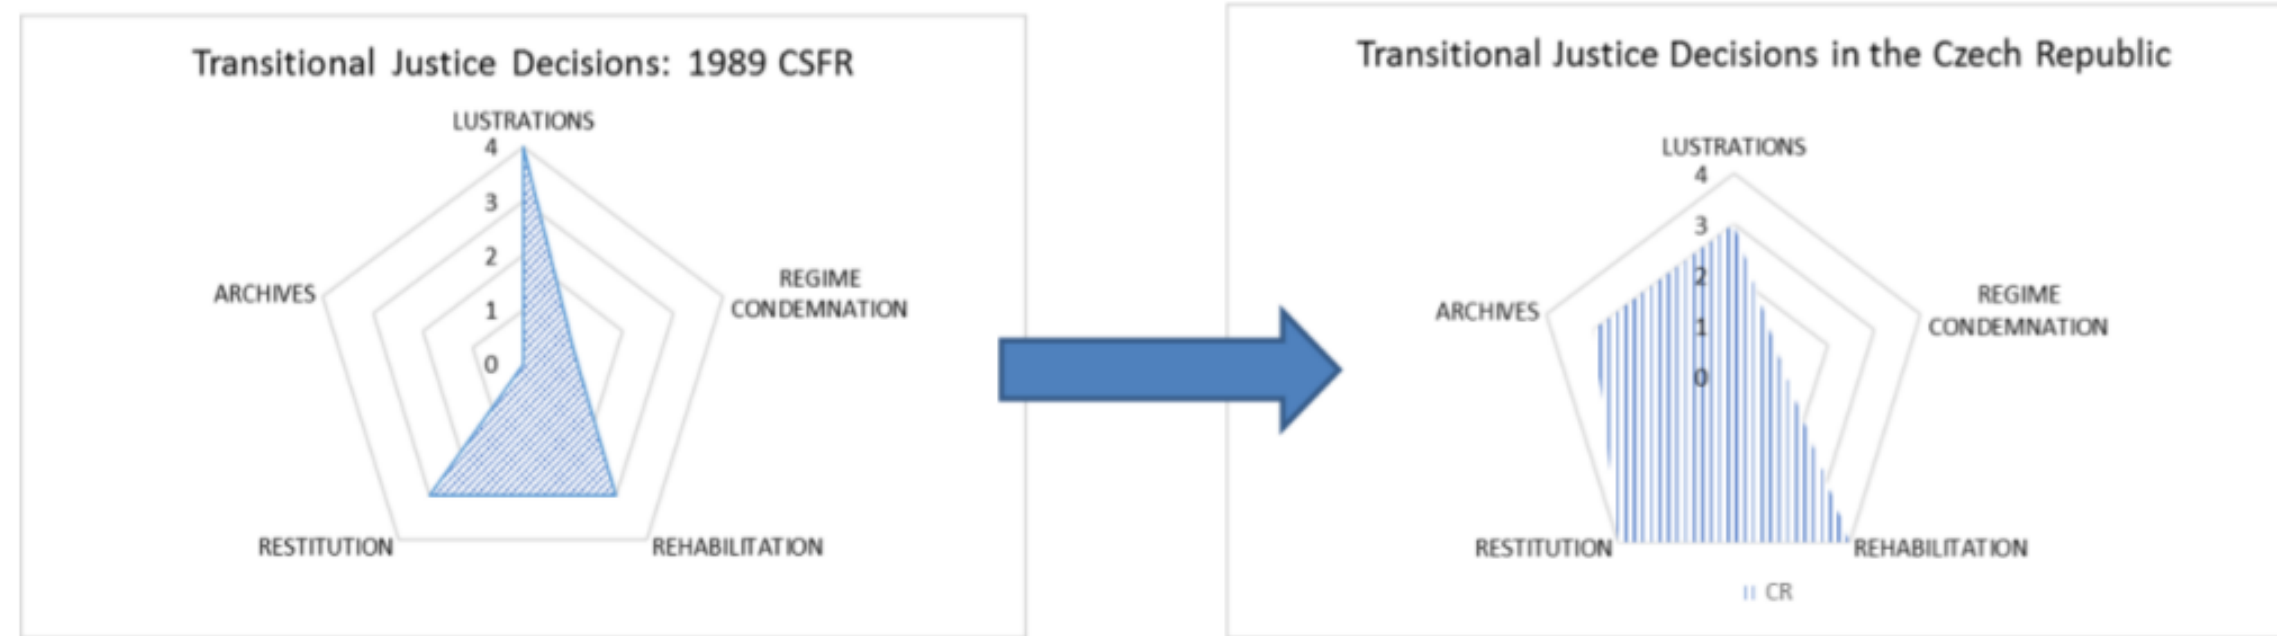 Transitional Justice Decisions: 1989 CSFR
LUSTRATIONS
4
3
2
1
0
ARCHIVES
REGIME
CONDEMNATION
RESTITUTION
REHABILITATION
Transitional Justice Decisions in the Czech Republic
LUSTRATIONS
4
3
2
1
0
ARCHIVES
REGIME
CONDEMNATION
RESTITUTION
REHABILITATION
CR